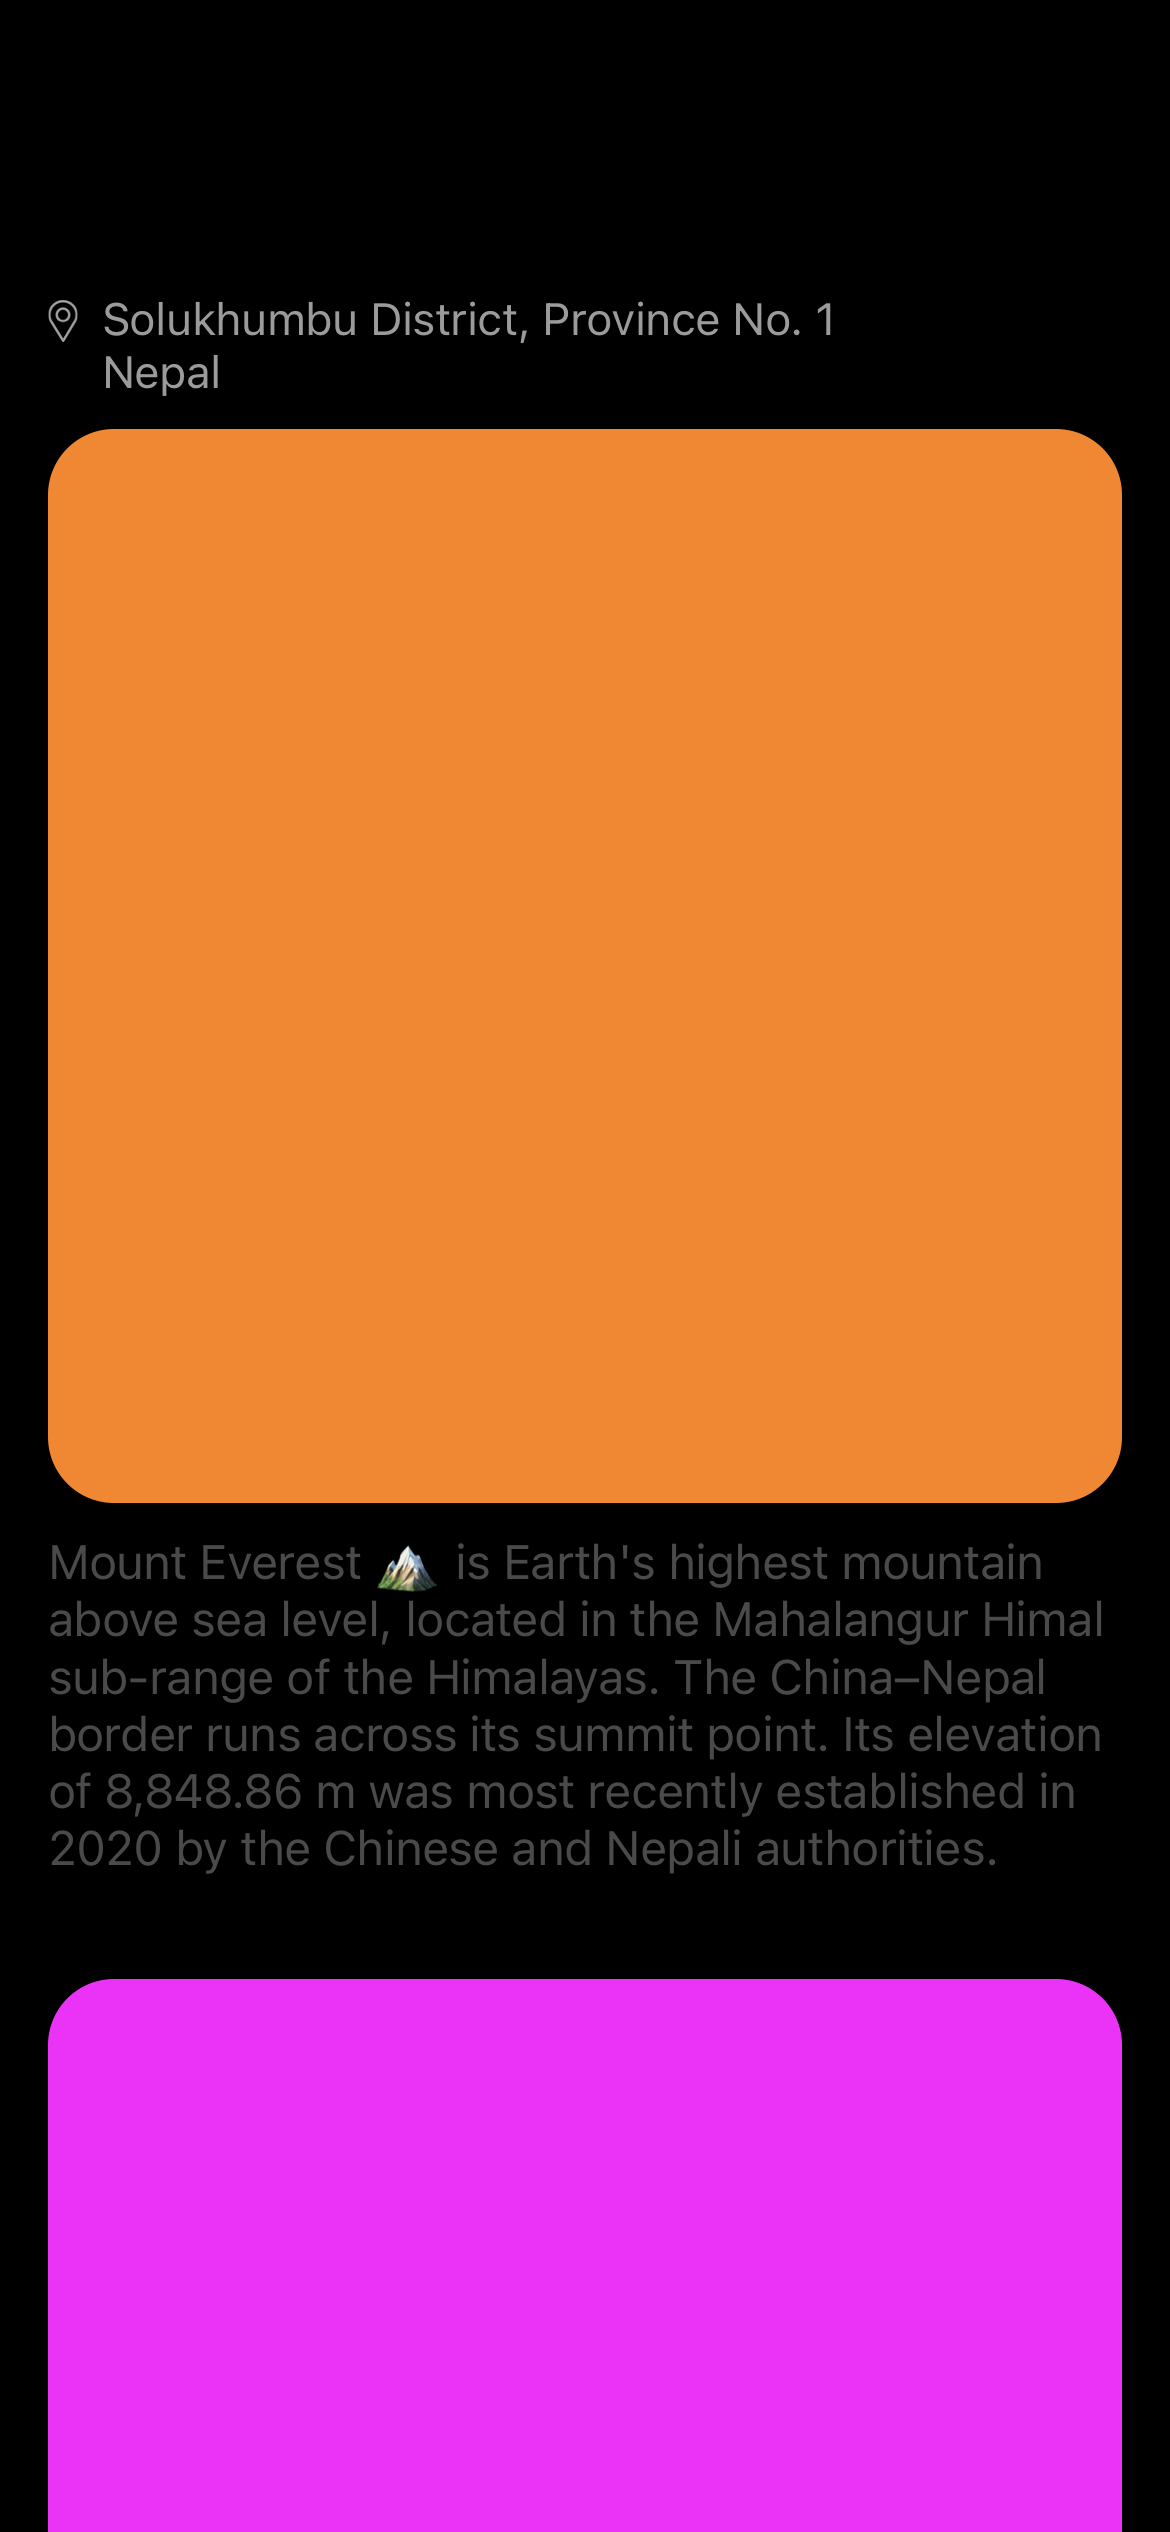 Solukhumbu District, Province No. 1
Nepal
Mount Everest 🏔️ is Earth's highest mountain
above sea level, located in the Mahalangur Himal
sub-range of the Himalayas. The China–Nepal
border runs across its summit point. Its elevation
of 8,848.86 m was most recently established in
2020 by the Chinese and Nepali authorities.